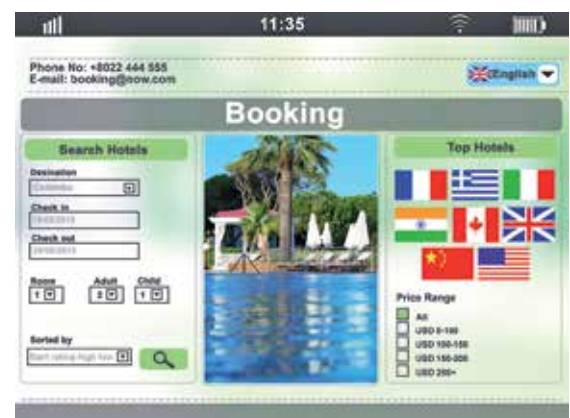 11:35
Phone No: +8022 444 555
E-mail: booking@now.com
English
Booking
Search Hotels
Desination
Colombo
Check in
Check out
Room Adult Child
1 2 1
Sorted by
Top Hotels
Price Range
All
USD 0-100
USD 100-150
USD 150-200
USD 200+